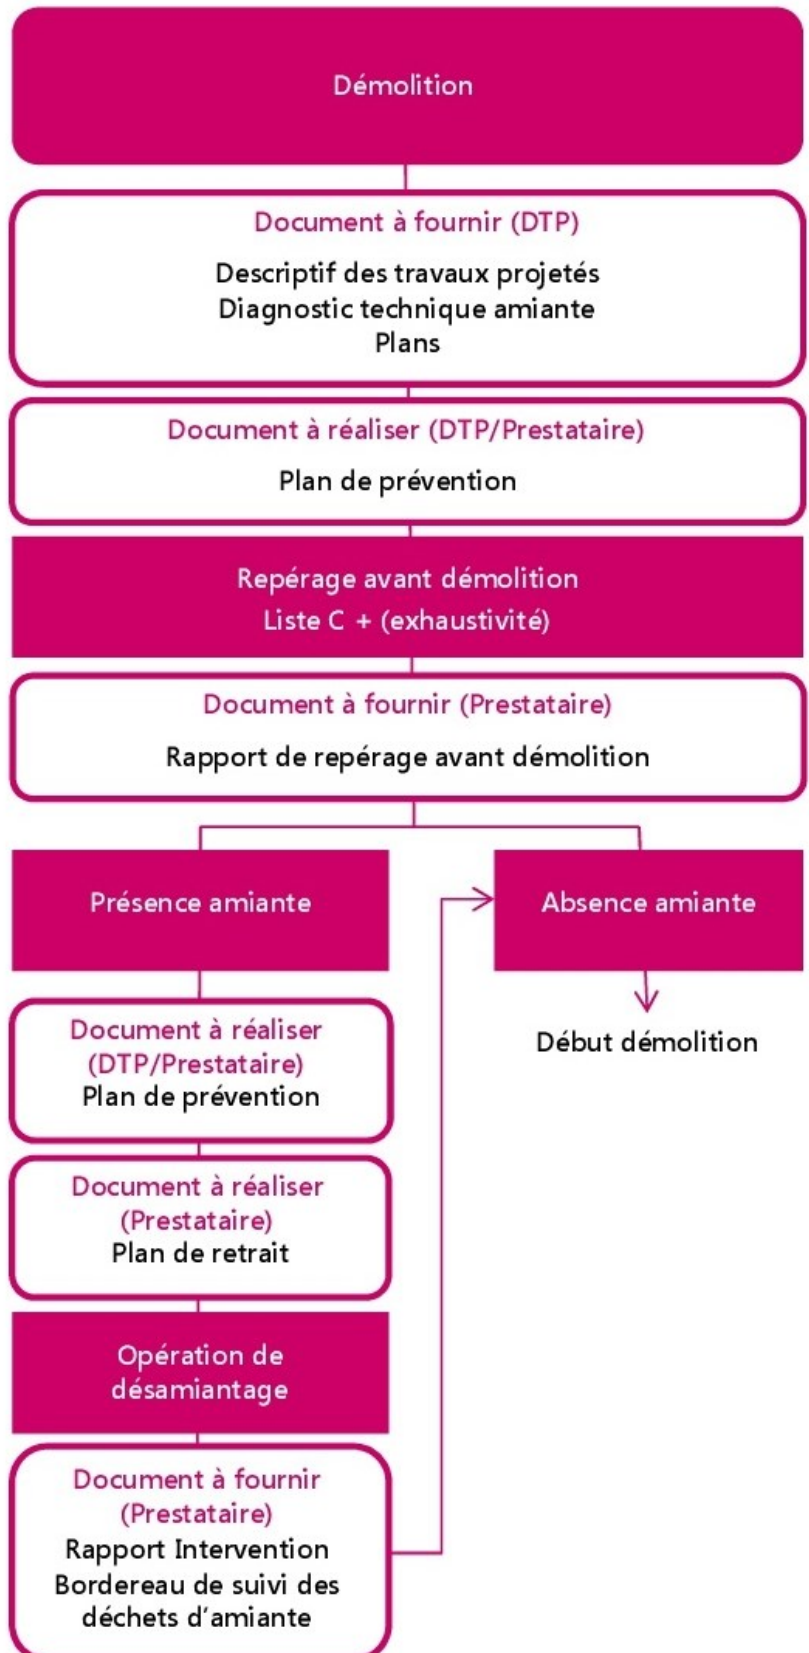 Démolition
Document à fournir (DTP)
Descriptif des travaux projetés
Diagnostic technique amiante
Plans
Document à réaliser (DTP/Prestataire)
Plan de prévention
Repérage avant démolition
Liste C + (exhaustivité)
Document à fournir (Prestataire)
Rapport de repérage avant démolition
Présence amiante
Absence amiante
Début démolition
Document à réaliser
(DTP/Prestataire)
Plan de prévention
Document à réaliser
(Prestataire)
Plan de retrait
Opération de
désamiantage
Document à fournir
(Prestataire)
Rapport Intervention
Bordereau de suivi des
déchets d'amiante